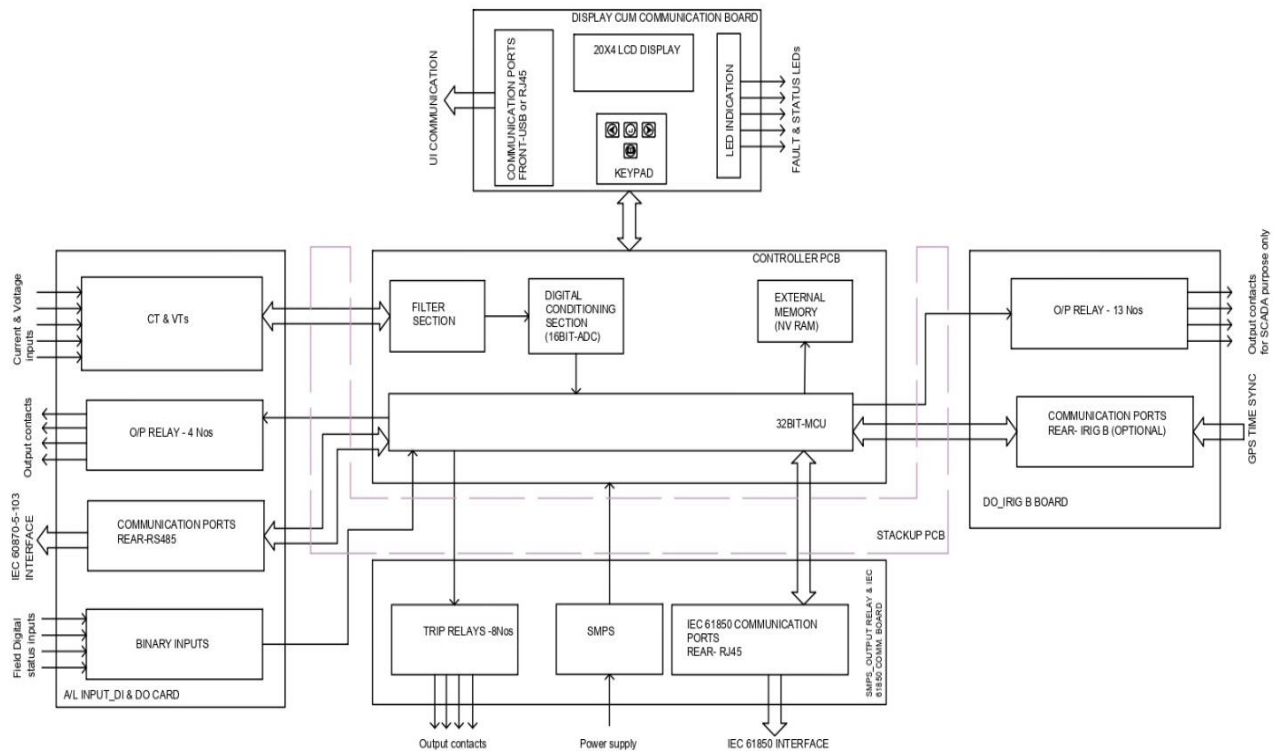 DISPLAY CUM COMMUNICATION BOARD
UI COMMUNICATION
COMMUNICATION PORTS
FRONT-USB or RJ45
20X4 LCD DISPLAY
KEYPAD
LED INDICATION
FAULT & STATUS LEDs
Current & Voltage
inputs
CT & VTs
Output contacts
O/P RELAY - 4 Nos
IEC 60870-5-103
INTERFACE
COMMUNICATION PORTS
REAR-RS485
Field Digital
status inputs
BINARY INPUTS
A/L INPUT_DI & DO CARD
CONTROLLER PCB
FILTER
SECTION
DIGITAL
CONDITIONING
SECTION
(16BIT-ADC)
EXTERNAL
MEMORY
(NV RAM)
32BIT-MCU
STACKUP PCB
O/P RELAY - 13 Nos
Output contacts
for SCADA purpose only
COMMUNICATION PORTS
REAR- IRIG B (OPTIONAL)
GPS TIME SYNC
DO_IRIG B BOARD
TRIP RELAYS -8Nos
SMPS
IEC 61850 COMMUNICATION
PORTS
REAR- RJ45
SMPS_OUTPUT RELAY & IEC
61850_COMM. BOARD
Output contacts
Power supply
IEC 61850 INTERFACE